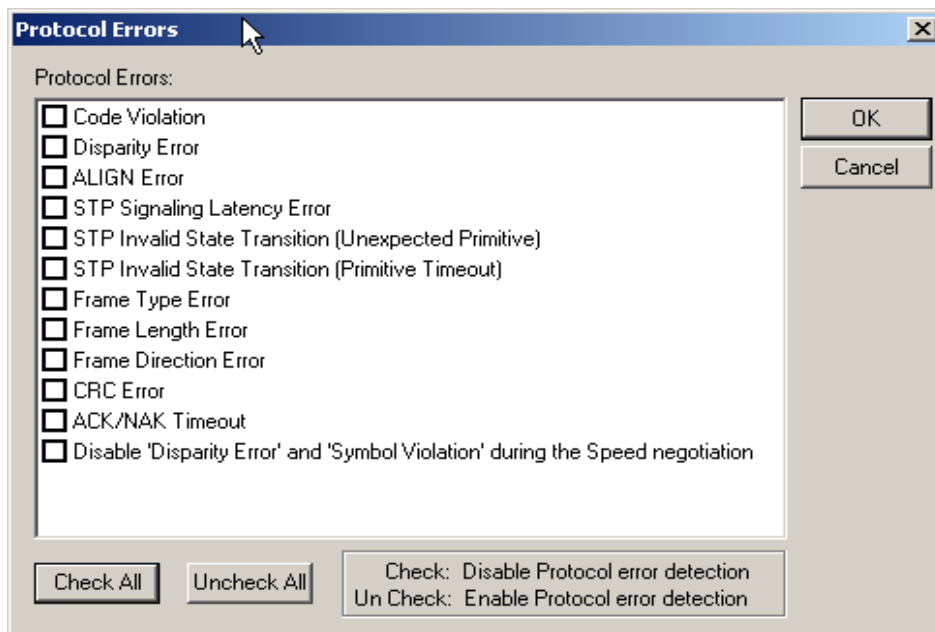 Protocol Errors
Protocol Errors:
Code Violation
Disparity Error
ALIGN Error
STP Signaling Latency Error
STP Invalid State Transition (Unexpected Primitive)
STP Invalid State Transition (Primitive Timeout)
Frame Type Error
Frame Length Error
Frame Direction Error
CRC Error
ACK/NAK Timeout
Disable 'Disparity Error' and 'Symbol Violation' during the Speed negotiation
OK
Cancel
Check All
Uncheck All
Check: Disable Protocol error detection
Un Check: Enable Protocol error detection